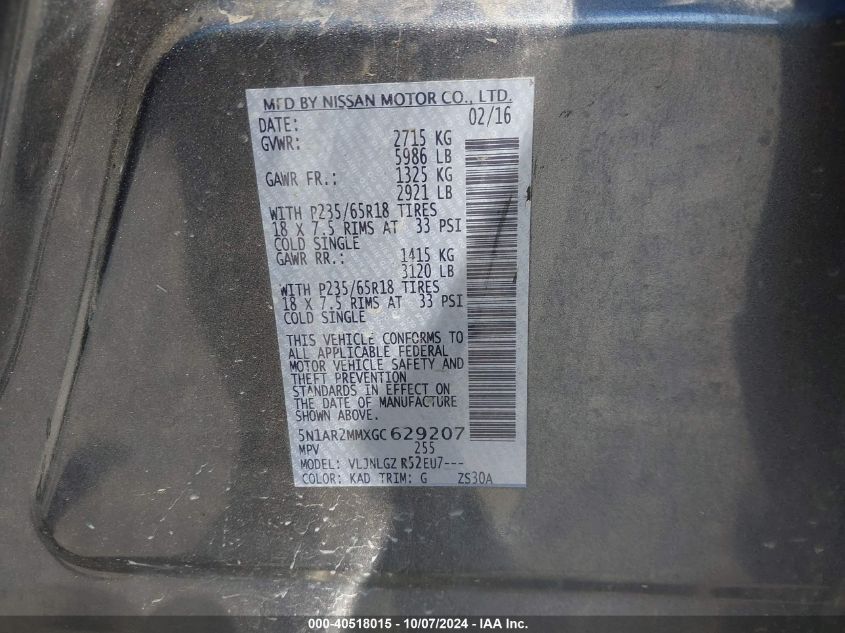 MFD BY NISSAN MOTOR CO., LTD.
DATE: 02/16
GVWR: 2715 KG
5986 LB
GAWR FR.: 1325 KG
2921 LB
WITH P235/65R18 TIRES
18 X 7.5 RIMS AT 33 PSI
COLD SINGLE
GAWR RR.: 1415 KG
3120 LB
WITH P235/65R18 TIRES
18 X 7.5 RIMS AT 33 PSI
COLD SINGLE
THIS VEHICLE CONFORMS TO
ALL APPLICABLE FEDERAL
MOTOR VEHICLE SAFETY AND
THEFT PREVENTION
STANDARDS IN EFFECT ON
THE DATE OF MANUFACTURE
SHOWN ABOVE.
5N1AR2MMXGC629207
MPV 255
MODEL: VLJNLGZ R52EU7---
COLOR: KAD TRIM: G ZS30A
000-40518015 - 10/07/2024 - IAA Inc.